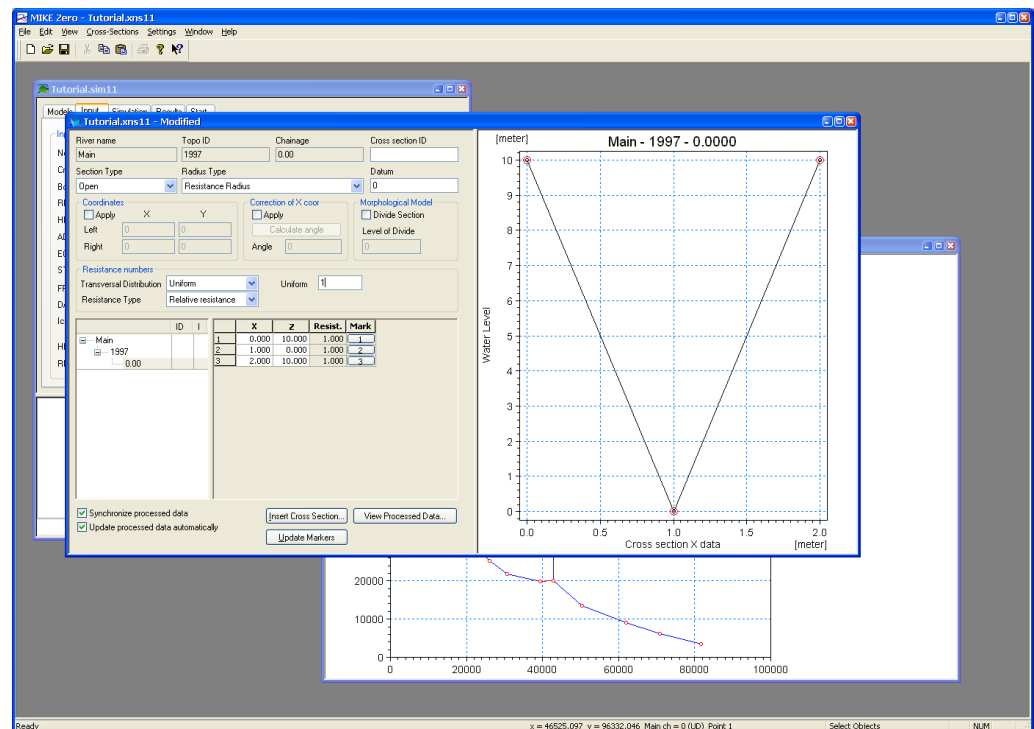 MIKE Zero - Tutorial.xns11
File Edit View Cross-Sections Settings Window Help
Tutorial.sim11
Models Input Simulation Results Start
Tutorial.xns11 - Modified
River name Topo ID Chainage Cross section ID
Main 1997 0.00
Section Type Radius Type Datum
Open Resistance Radius 0
Coordinates Correction of X coor Morphological Model
Apply X Y Apply Divide Section
Left 0 0 Calculate angle Level of Divide
Right 0 0 Angle 0 0
Resistance numbers
Transversal Distribution Uniform Uniform 1
Resistance Type Relative resistance
ID I X Z Resist. Mark
Main 1 0.000 10.000 1.000 1
1997 2 1.000 0.000 1.000 2
0.00 3 2.000 10.000 1.000 3
Synchronize processed data
Update processed data automatically
Insert Cross Section... View Processed Data...
Update Markers
[meter] Main - 1997 - 0.0000
10
9
8
7
6
5
4
3
2
1
0
Water Level
0.0 0.5 1.0 1.5 2.0
Cross section X data [meter]
20000
10000
0
0 20000 40000 60000 80000 100000
Ready x = 46525.097 y = 96332.046 Main ch = 0 (UD) Point 1 Select Objects NUM